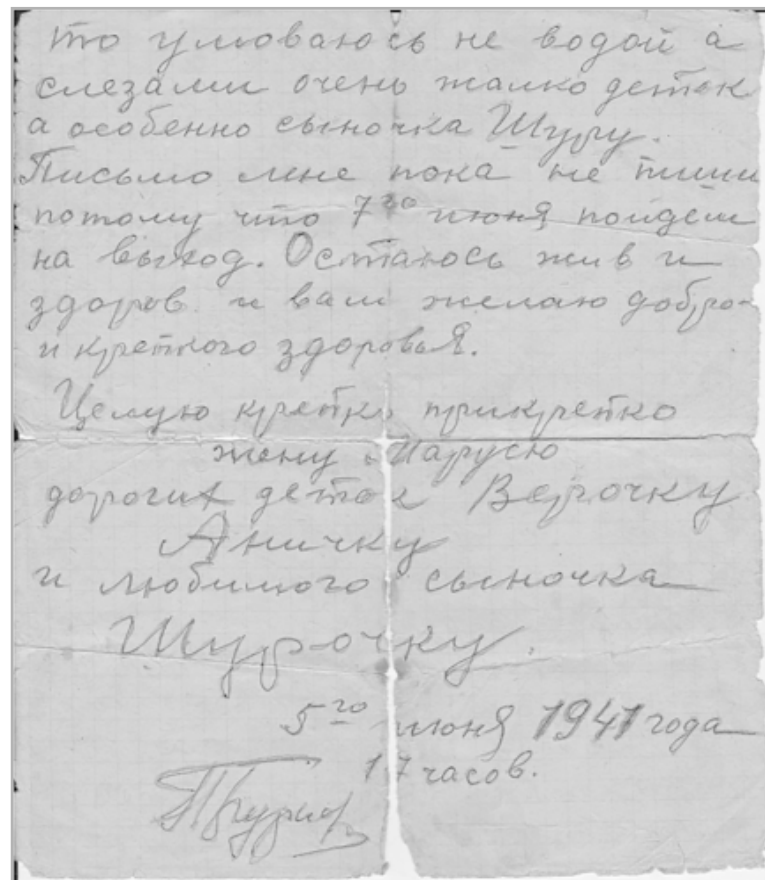 то умоваюсь не водой а
слезами очень жалко деток
а особенно сыночка Шуру.
Письмо мне пока не пиши
потому что 7го июня пойдем
на выход. Остаюсь жив и
здоров и вам желаю добро-
и крепкого здоровья.
Целую крепко прикрепко
жену Марусю
дорогих деток Верочку
Аничку
и любимого сыночка
Шурочку.
5го июня 1941 года
17 часов.